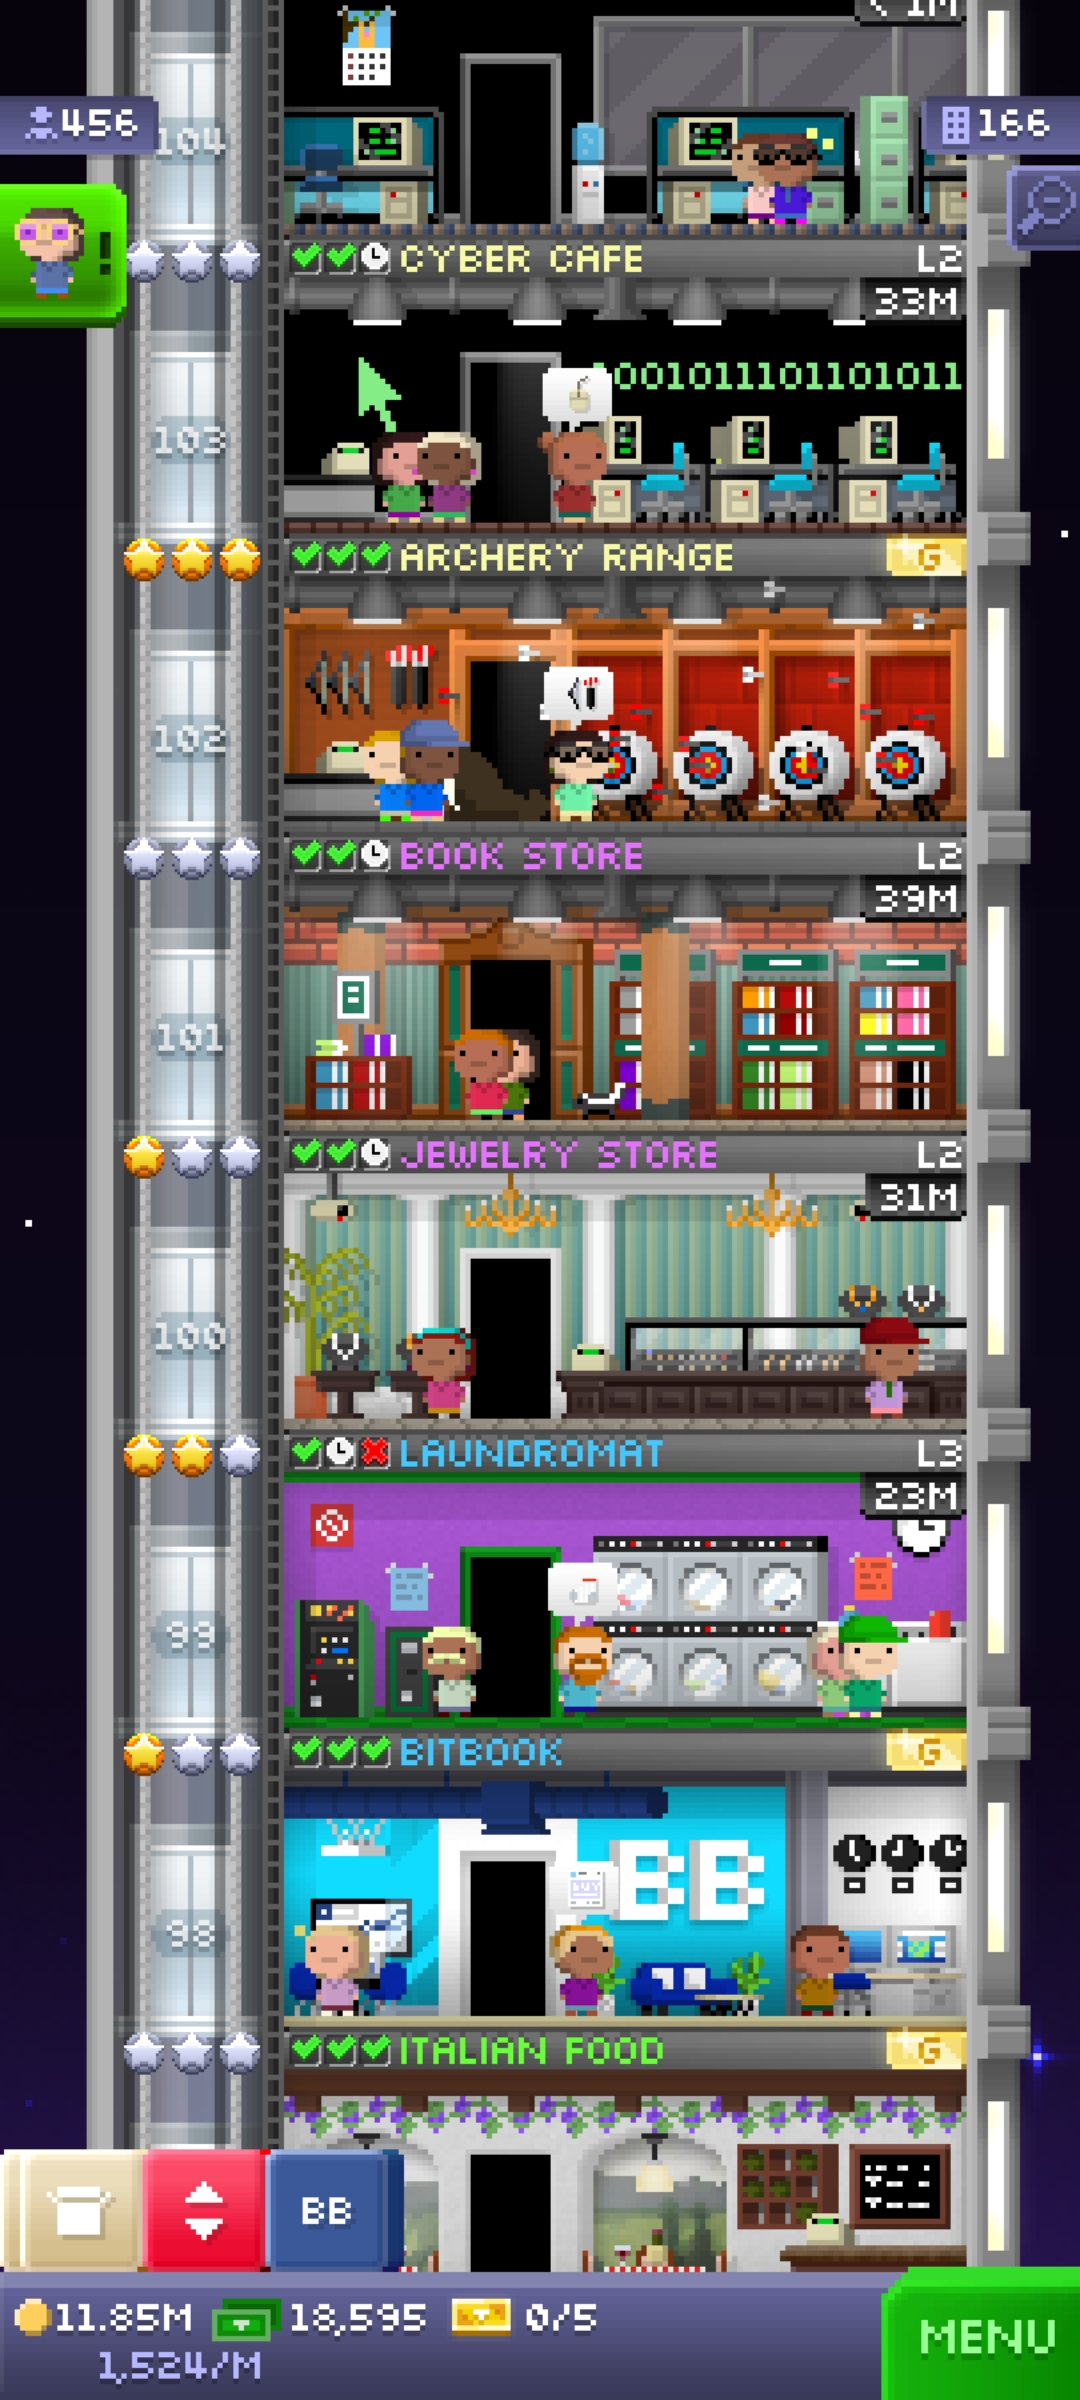 < 1M
456
104
166
!
CYBER CAFE L2
33M
001011101101011
103
ARCHERY RANGE G
102
BOOK STORE L2
39M
101
JEWELRY STORE L2
31M
100
LAUNDROMAT L3
23M
99
BITBOOK G
BB
98
ITALIAN FOOD G
BB
11.85M 18,595 0/5
1,524/M
MENU